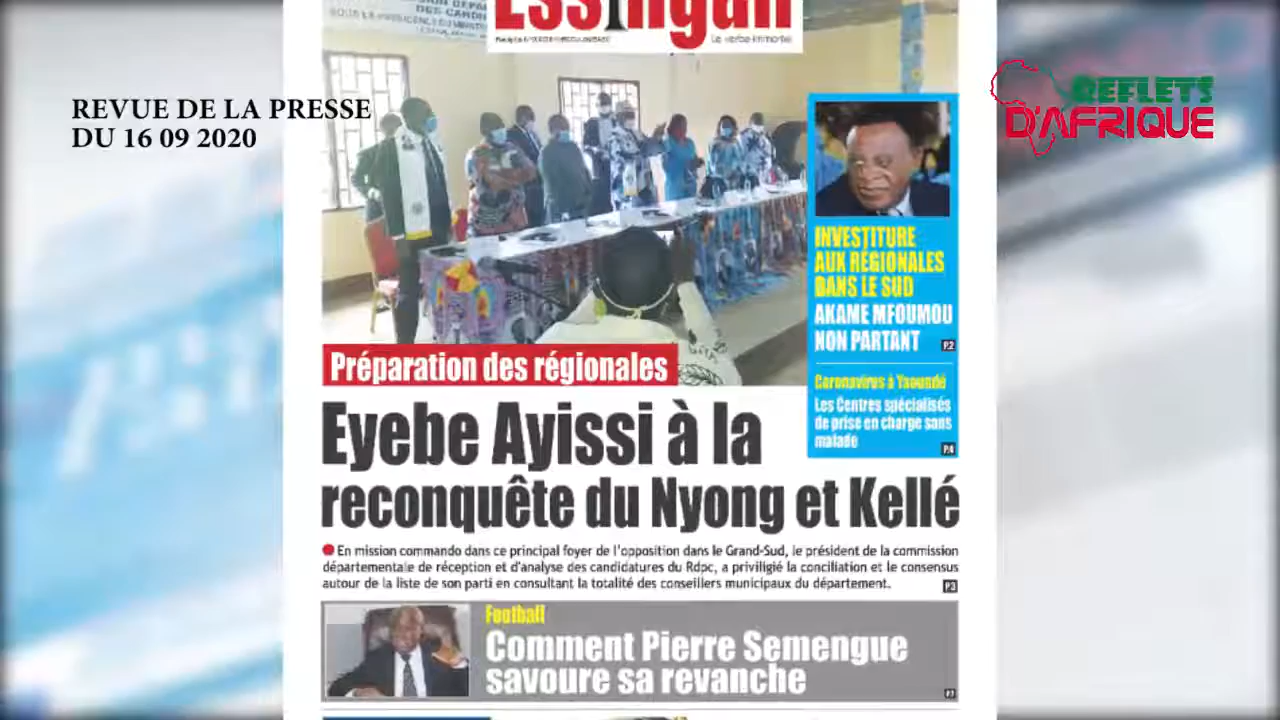 REVUE DE LA PRESSE
DU 16 09 2020
REFLETS
D'AFRIQUE
Essingan
Le verbe immortel
INVESTITURE
AUX RÉGIONALES
DANS LE SUD
AKAME MFOUMOU
NON PARTANT
P.2
Coronavirus à Yaoundé
Les Centres spécialisés
de prise en charge sans
malade
P.4
Préparation des régionales
Eyebe Ayissi à la
reconquête du Nyong et Kellé
En mission commando dans ce principal foyer de l'opposition dans le Grand-Sud, le président de la commission
départementale de réception et d'analyse des candidatures du Rdpc, a priviligié la conciliation et le consensus
autour de la liste de son parti en consultant la totalité des conseillers municipaux du département.
P3
Football
Comment Pierre Semengue
savoure sa revanche